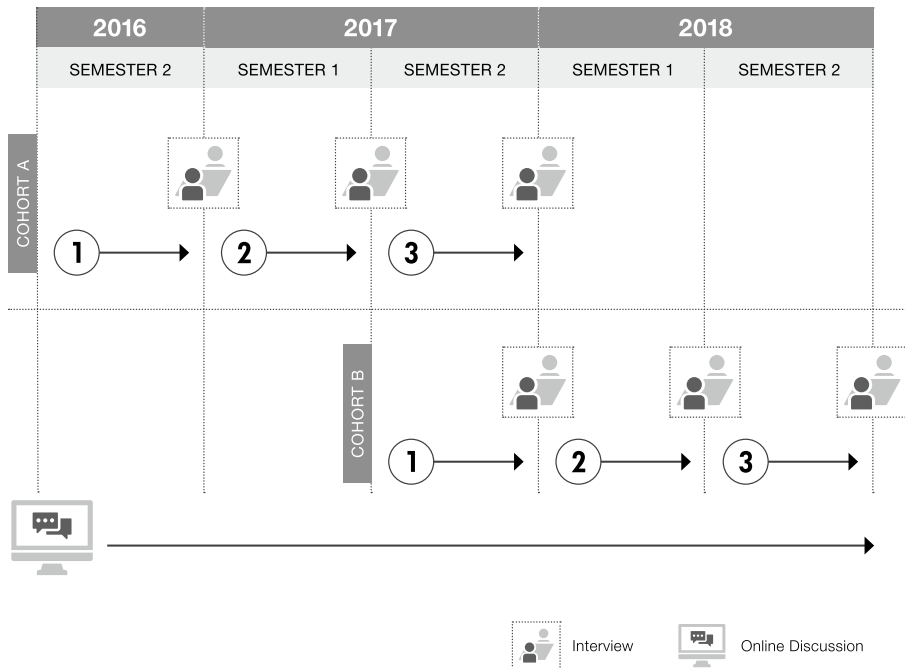 2016 2017 2018
SEMESTER 2 SEMESTER 1 SEMESTER 2 SEMESTER 1 SEMESTER 2
COHORT A
1 2 3
COHORT B
1 2 3
Interview Online Discussion